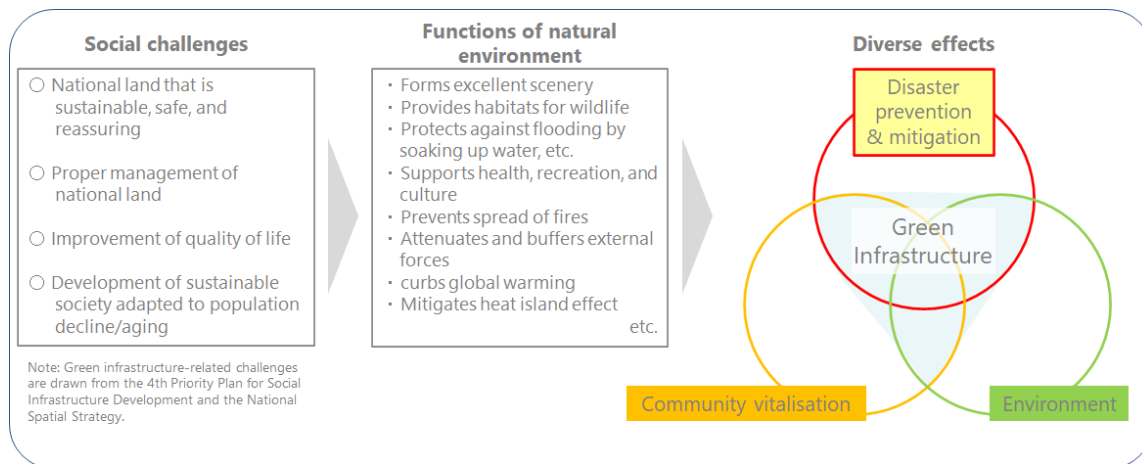 Social challenges
○ National land that is
sustainable, safe, and
reassuring
○ Proper management of
national land
○ Improvement of quality of life
○ Development of sustainable
society adapted to population
decline/aging
Note: Green infrastructure-related challenges
are drawn from the 4th Priority Plan for Social
Infrastructure Development and the National
Spatial Strategy.
Functions of natural
environment
・Forms excellent scenery
・Provides habitats for wildlife
・Protects against flooding by
soaking up water, etc.
・Supports health, recreation, and
culture
・Prevents spread of fires
・Attenuates and buffers external
forces
・curbs global warming
・Mitigates heat island effect
etc.
Diverse effects
Disaster
prevention
& mitigation
Green
Infrastructure
Community vitalisation
Environment